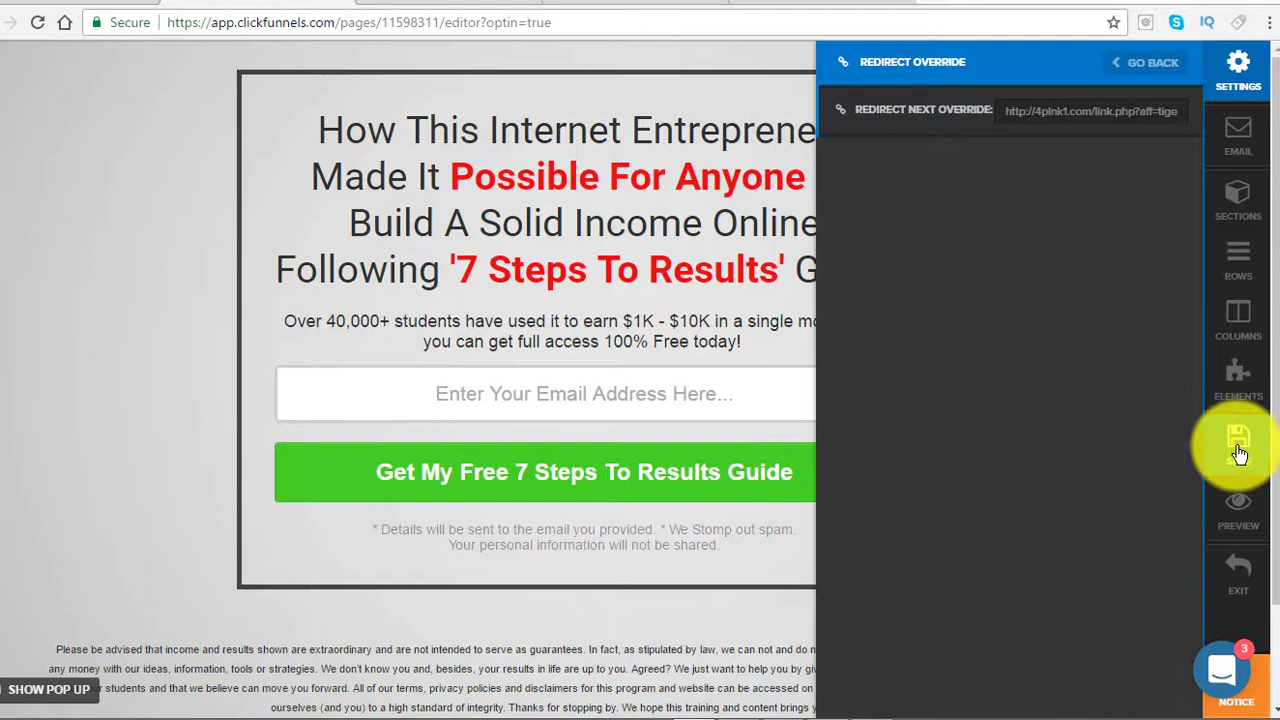 Secure
https://app.clickfunnels.com/pages/11598311/editor?optin=true
IQ
REDIRECT OVERRIDE
GO BACK
REDIRECT NEXT OVERRIDE:
http://4plnk1.com/link.php?aff=tige
SETTINGS
EMAIL
SECTIONS
ROWS
COLUMNS
ELEMENTS
PREVIEW
EXIT
3
NOTICE
How This Internet Entreprene
Made It Possible For Anyone
Build A Solid Income Online
Following '7 Steps To Results' G
Over 40,000+ students have used it to earn $1K - $10K in a single mo
you can get full access 100% Free today!
Enter Your Email Address Here...
Get My Free 7 Steps To Results Guide
* Details will be sent to the email you provided. * We Stomp out spam.
Your personal information will not be shared.
Please be advised that income and results shown are extraordinary and are not intended to serve as guarantees. In fact, as stipulated by law, we can not and do n
any money with our ideas, information, tools or strategies. We don't know you and, besides, your results in life are up to you. Agreed? We just want to help you by giv
students and that we believe can move you forward. All of our terms, privacy policies and disclaimers for this program and website can be accessed on
SHOW POP UP
ourselves (and you) to a high standard of integrity. Thanks for stopping by. We hope this training and content brings y